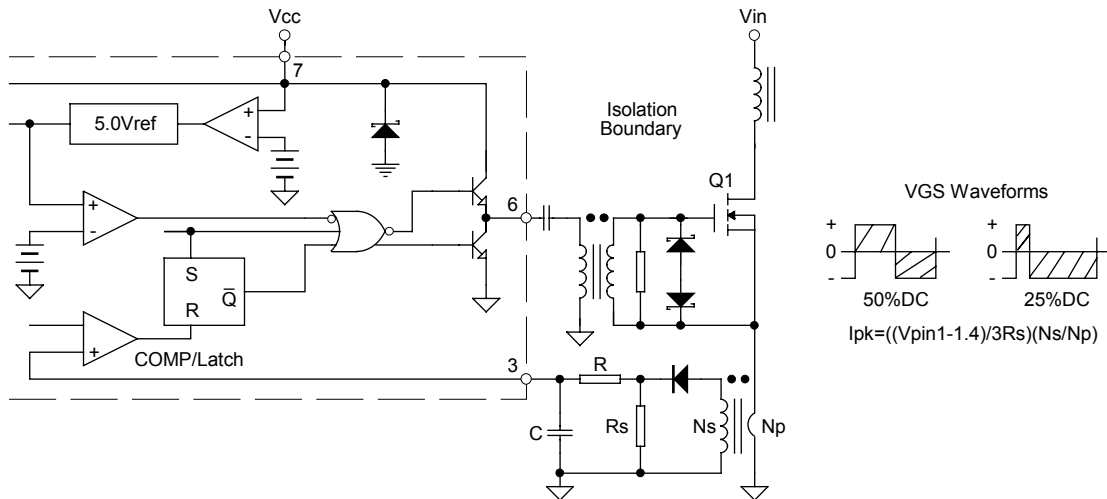 Vcc
Vin
7
Isolation
Boundary
5.0Vref
+
-
Q1
VGS Waveforms
+
-
6
+
0
-
+
0
-
50%DC
25%DC
S
Q̅
R
Ipk=((Vpin1-1.4)/3Rs)(Ns/Np)
+
COMP/Latch
3
R
C
Rs
Ns
Np